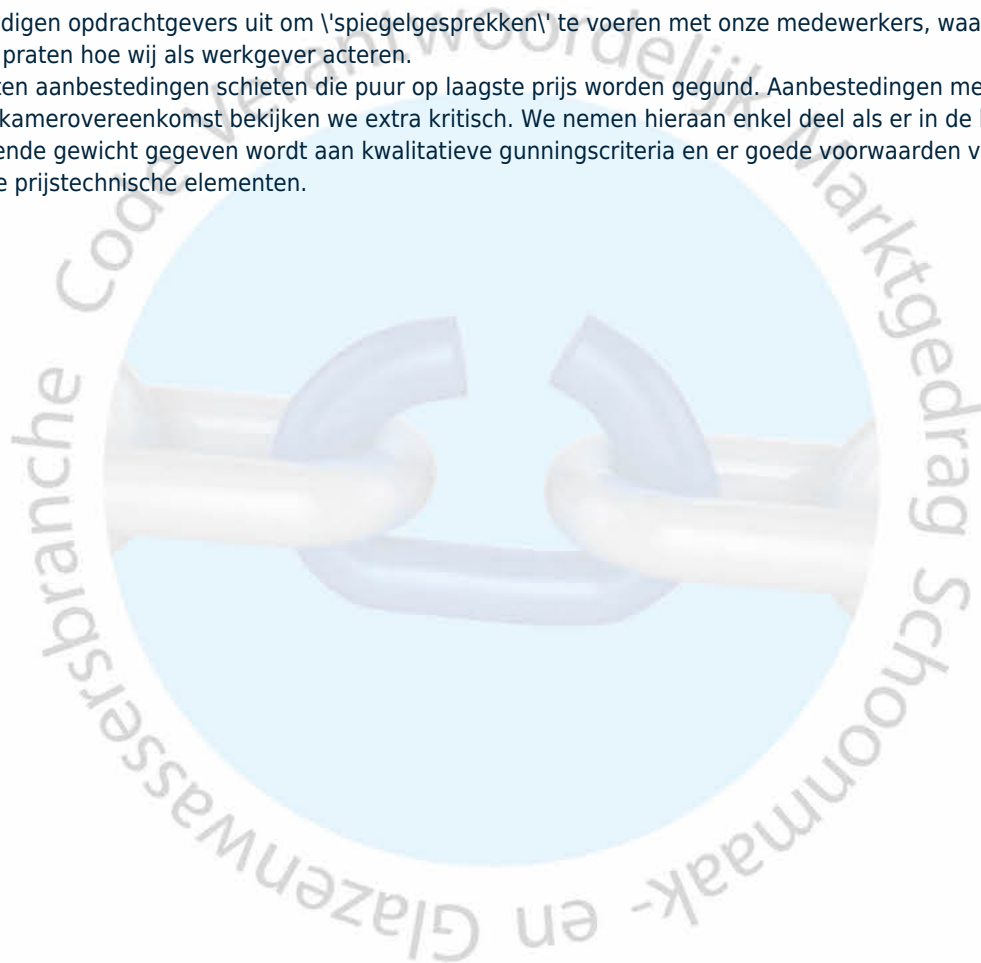 digen opdrachtgevers uit om \'spiegelgesprekken\' te voeren met onze medewerkers, waa
praten hoe wij als werkgever acteren.
ten aanbestedingen schieten die puur op laagste prijs worden gegund. Aanbestedingen me
kamerovereenkomst bekijken we extra kritisch. We nemen hieraan enkel deel als er in de
ende gewicht gegeven wordt aan kwalitatieve gunningscriteria en er goede voorwaarden v
e prijstechnische elementen.
Code Verantwoordelijk Marktgedrag Schoonmaak- en Glazenwassersbranche